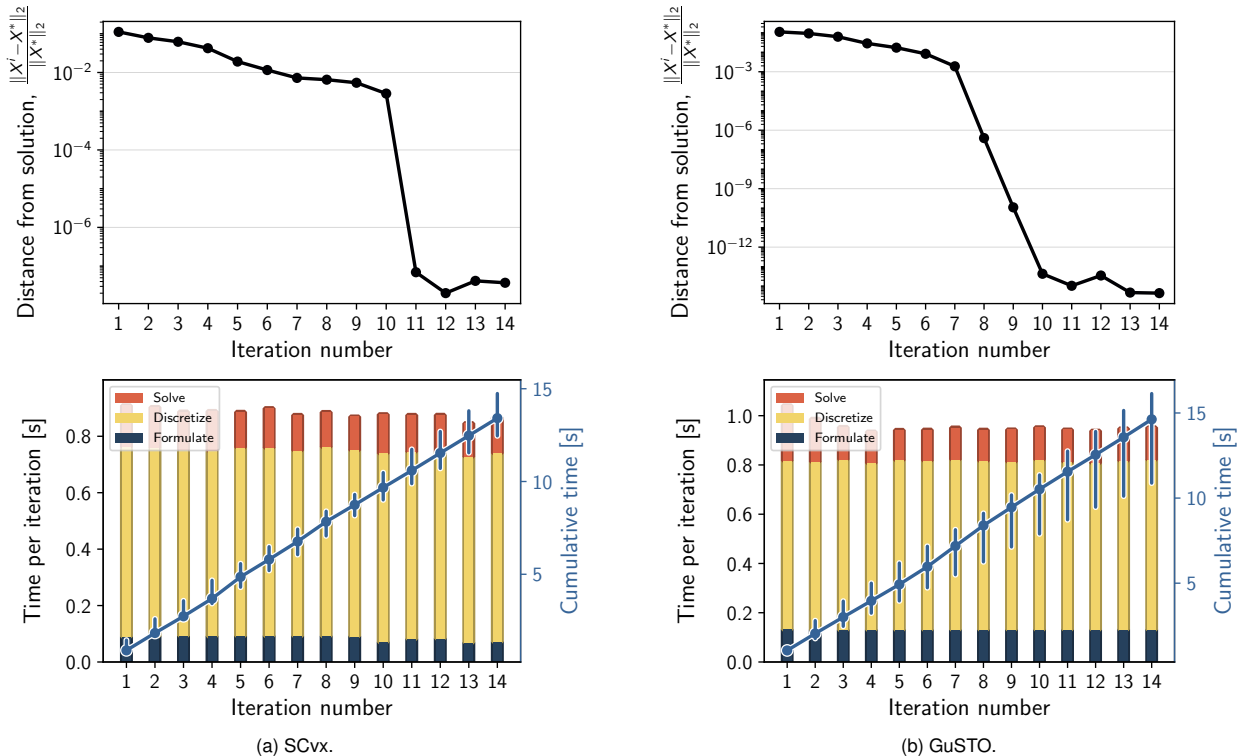 Distance from solution, ||X^i − X*||_2 / ||X*||_2
10^−2
10^−4
10^−6
1 2 3 4 5 6 7 8 9 10 11 12 13 14
Iteration number
Distance from solution, ||X^i − X*||_2 / ||X*||_2
10^−3
10^−6
10^−9
10^−12
1 2 3 4 5 6 7 8 9 10 11 12 13 14
Iteration number
Time per iteration [s]
0.8
0.6
0.4
0.2
0.0
Solve
Discretize
Formulate
15
10
5
Cumulative time [s]
1 2 3 4 5 6 7 8 9 10 11 12 13 14
Iteration number
(a) SCvx.
Time per iteration [s]
1.0
0.8
0.6
0.4
0.2
0.0
Solve
Discretize
Formulate
15
10
5
Cumulative time [s]
1 2 3 4 5 6 7 8 9 10 11 12 13 14
Iteration number
(b) GuSTO.